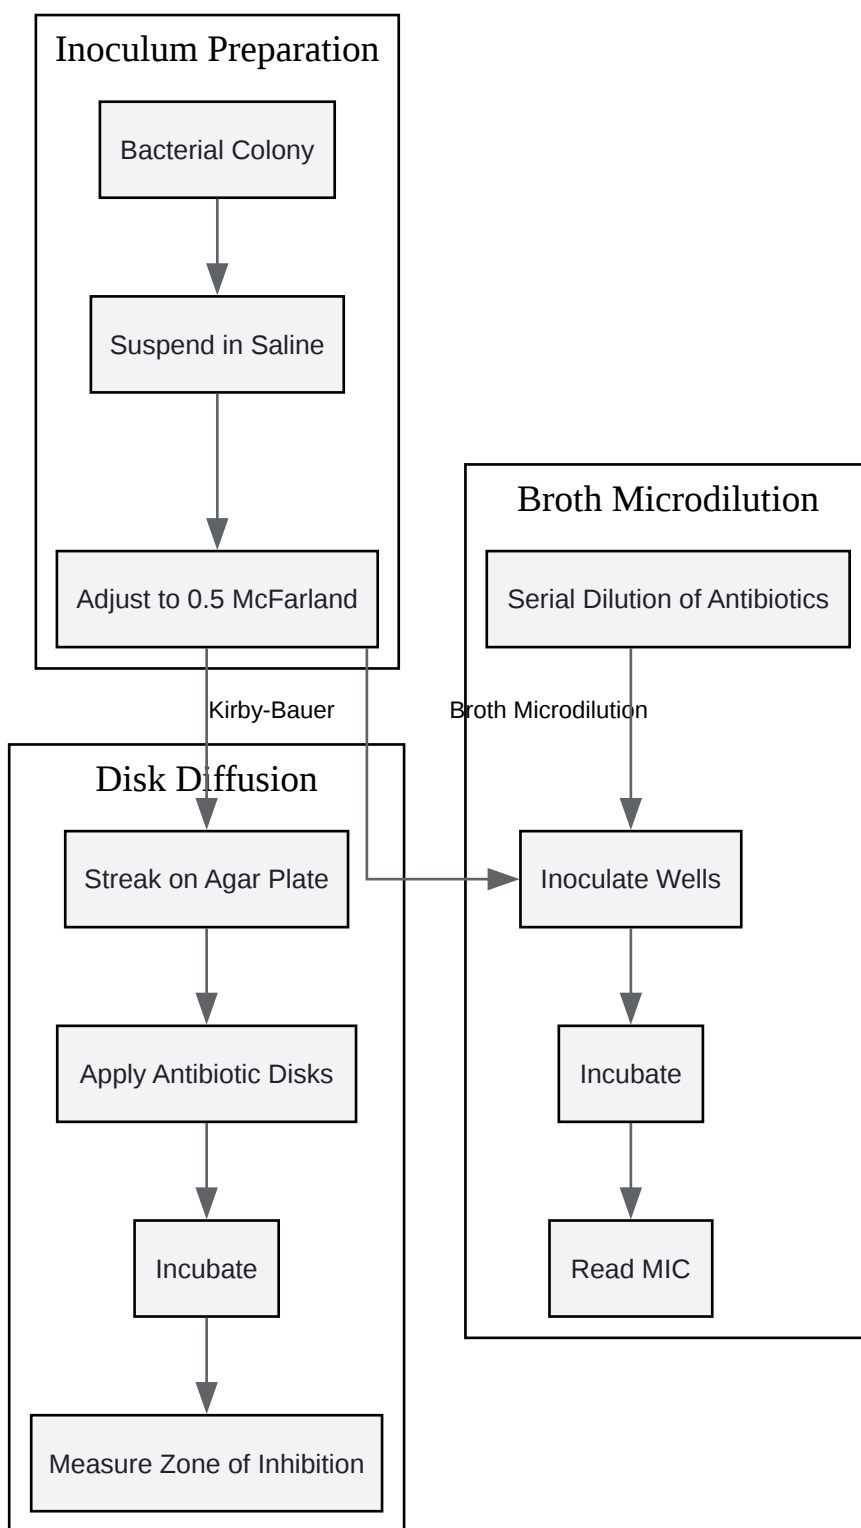 Inoculum Preparation
Bacterial Colony
Suspend in Saline
Adjust to 0.5 McFarland
Broth Microdilution
Serial Dilution of Antibiotics
Kirby-Bauer
Broth Microdilution
Disk Diffusion
Streak on Agar Plate
Inoculate Wells
Apply Antibiotic Disks
Incubate
Incubate
Read MIC
Measure Zone of Inhibition